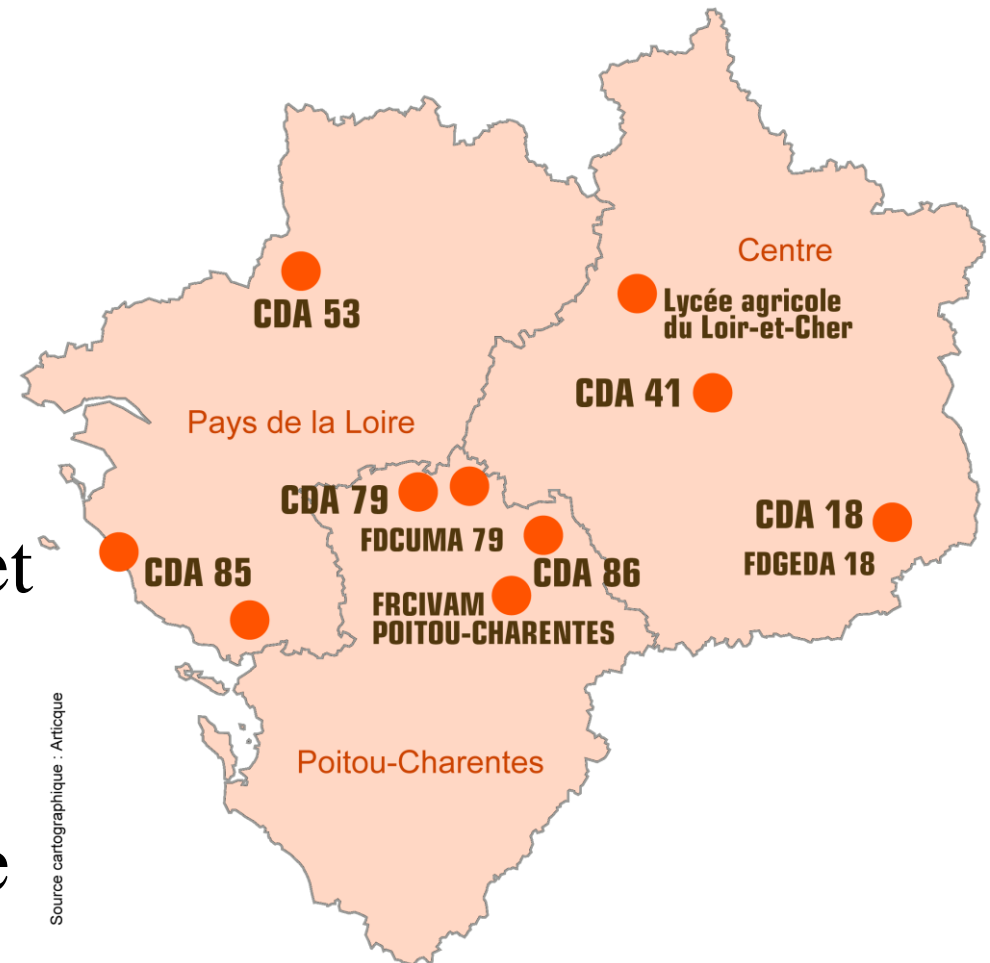 Centre
Lycée agricole
du Loir-et-Cher
CDA 53
CDA 41
Pays de la Loire
CDA 79
FDCUMA 79
CDA 18
FDGEDA 18
et
CDA 85
CDA 86
FRCIVAM
POITOU-CHARENTES
Poitou-Charentes
e
Source cartographique : Articque